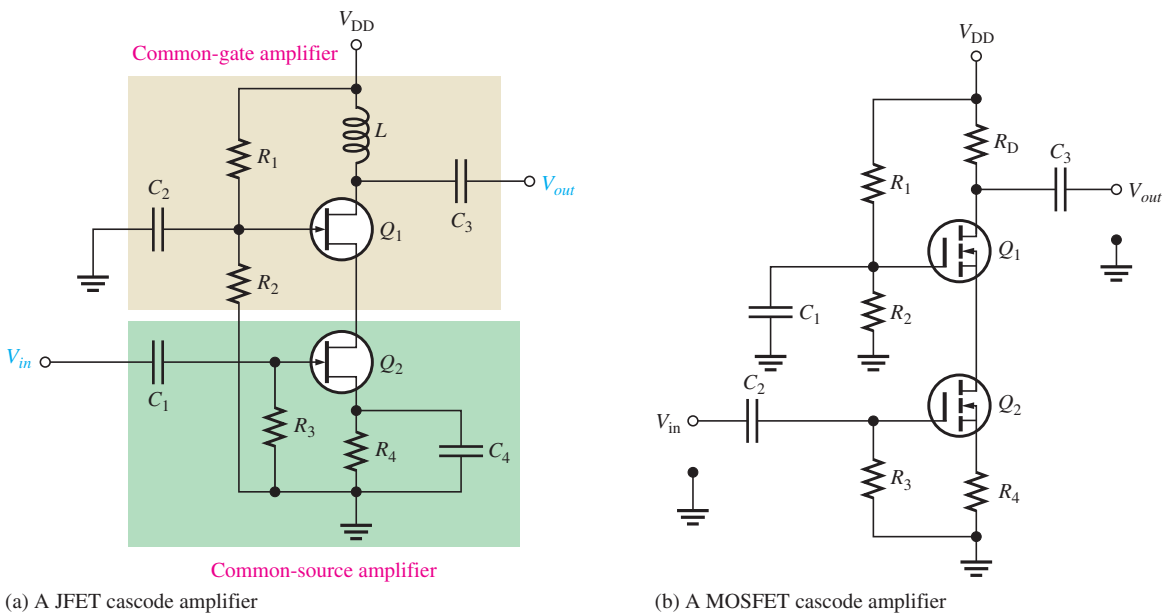 V_DD
Common-gate amplifier
L
R_1
C_2
V_out
C_3
Q_1
R_2
V_in
Q_2
C_1
R_3
R_4
C_4
Common-source amplifier
(a) A JFET cascode amplifier
V_DD
R_D
C_3
R_1
V_out
Q_1
C_1
R_2
C_2
Q_2
V_in
R_3
R_4
(b) A MOSFET cascode amplifier